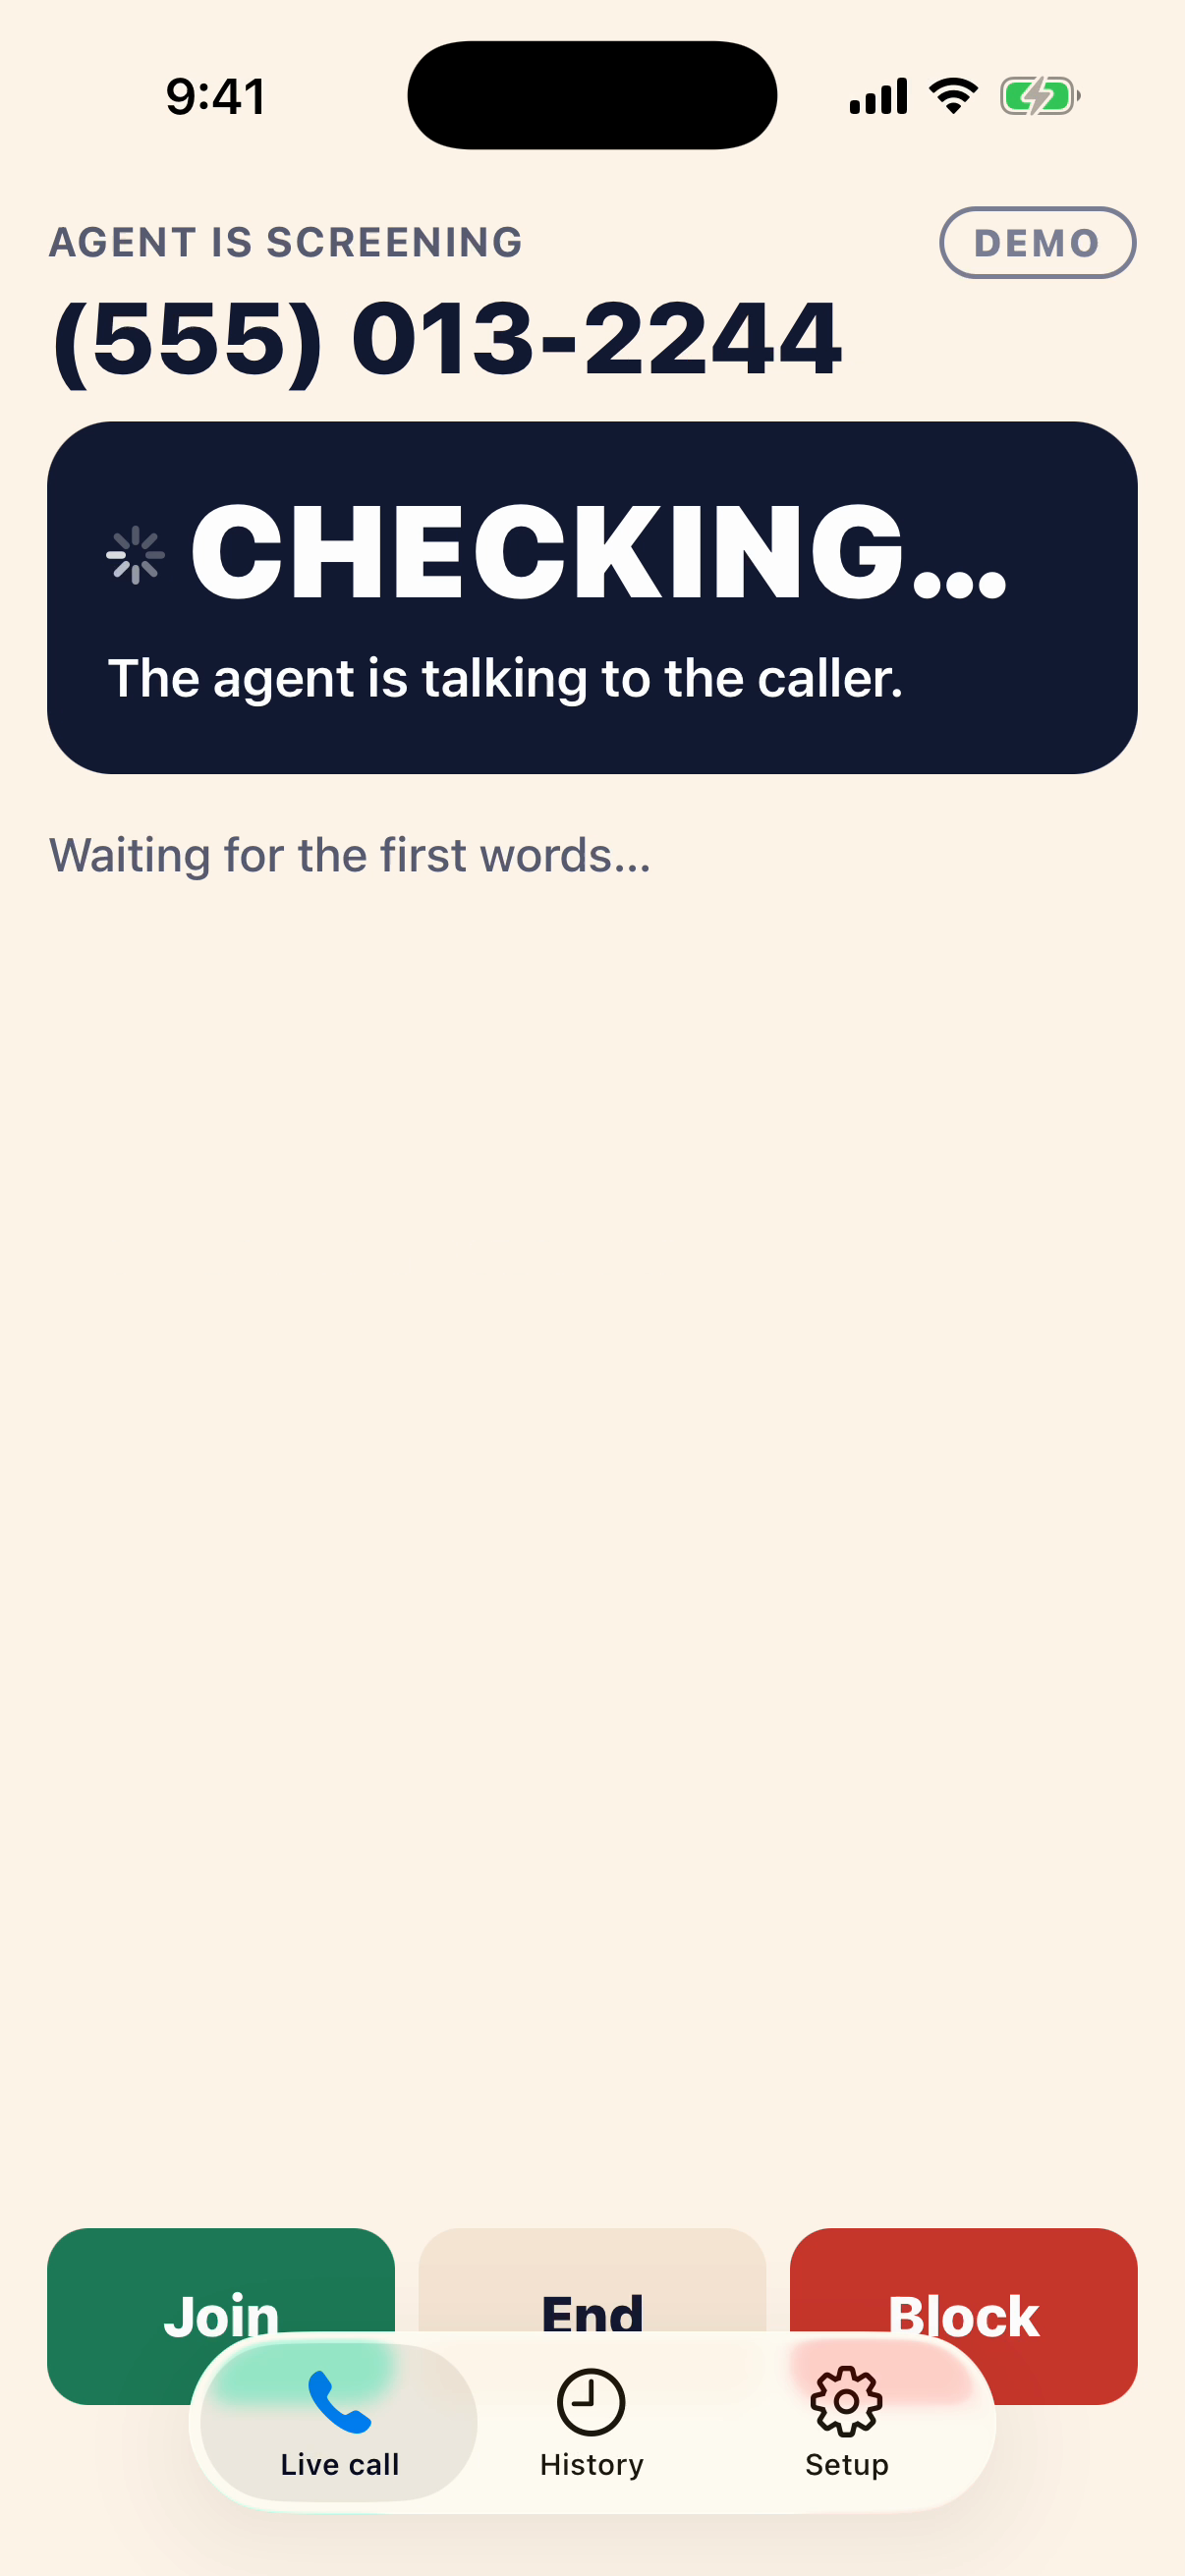 9:41
AGENT IS SCREENING
DEMO
(555) 013-2244
CHECKING...
The agent is talking to the caller.
Waiting for the first words...
Join
End
Block
Live call
History
Setup